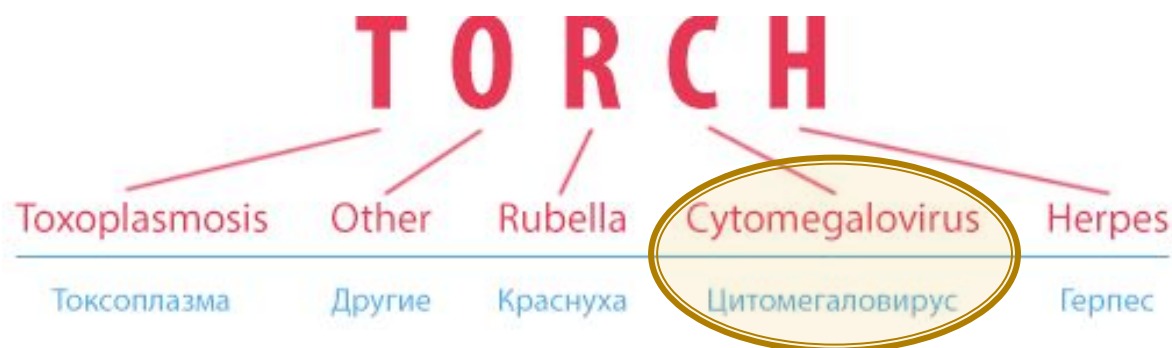 TORCH
Toxoplasmosis Other Rubella Cytomegalovirus Herpes
Токсоплазма Другие Краснуха Цитомегаловирус Герпес